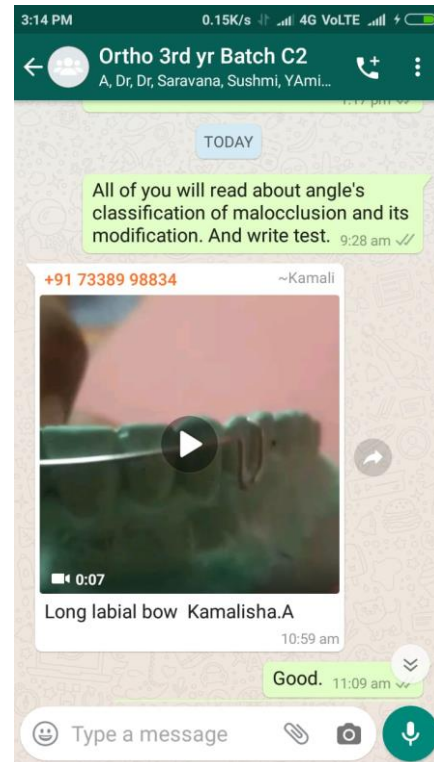 3:14 PM 0.15K/s 4G VoLTE
Ortho 3rd yr Batch C2
A, Dr, Dr, Saravana, Sushmi, YAmi...
TODAY
All of you will read about angle's
classification of malocclusion and its
modification. And write test. 9:28 am
+91 73389 98834 ~Kamali
0:07
Long labial bow Kamalisha.A
10:59 am
Good. 11:09 am
Type a message